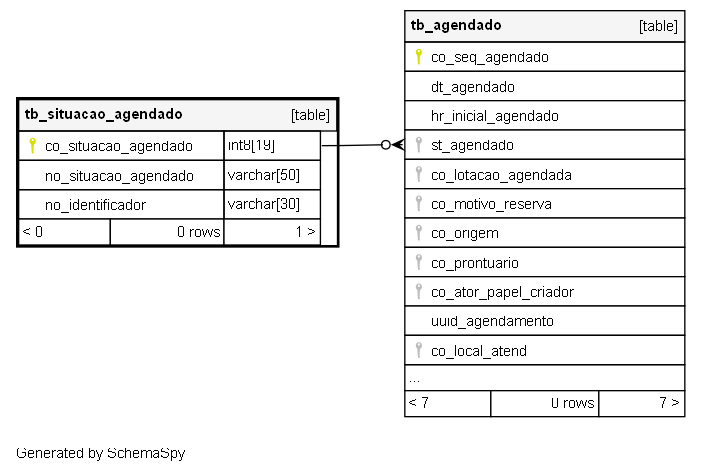 tb_situacao_agendado [table]
co_situacao_agendado int8[19]
no_situacao_agendado varchar[50]
no_identificador varchar[30]
< 0 0 rows 1 >
tb_agendado [table]
co_seq_agendado
dt_agendado
hr_inicial_agendado
st_agendado
co_lotacao_agendada
co_motivo_reserva
co_origem
co_prontuario
co_ator_papel_criador
uuid_agendamento
co_local_atend
...
< 7 0 rows 7 >
Generated by SchemaSpy